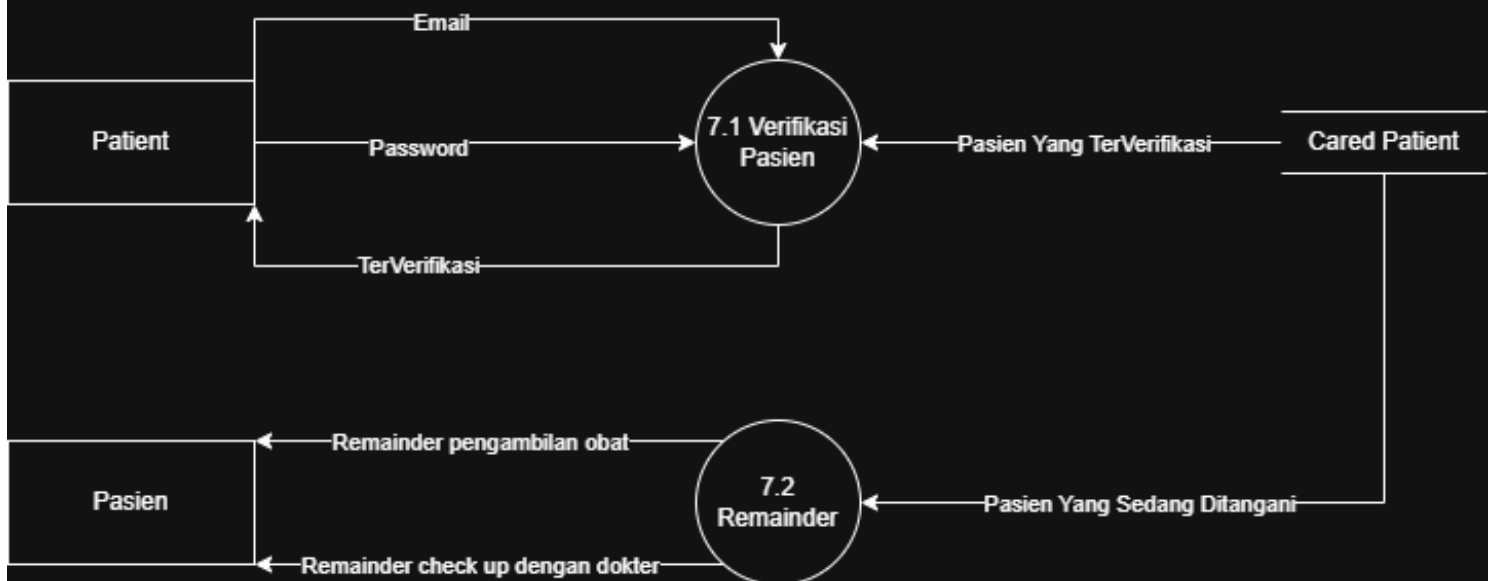 Email
Patient
Password
7.1 Verifikasi
Pasien
Pasien Yang TerVerifikasi
Cared Patient
TerVerifikasi
Remainder pengambilan obat
Pasien
7.2
Remainder
Pasien Yang Sedang Ditangani
Remainder check up dengan dokter